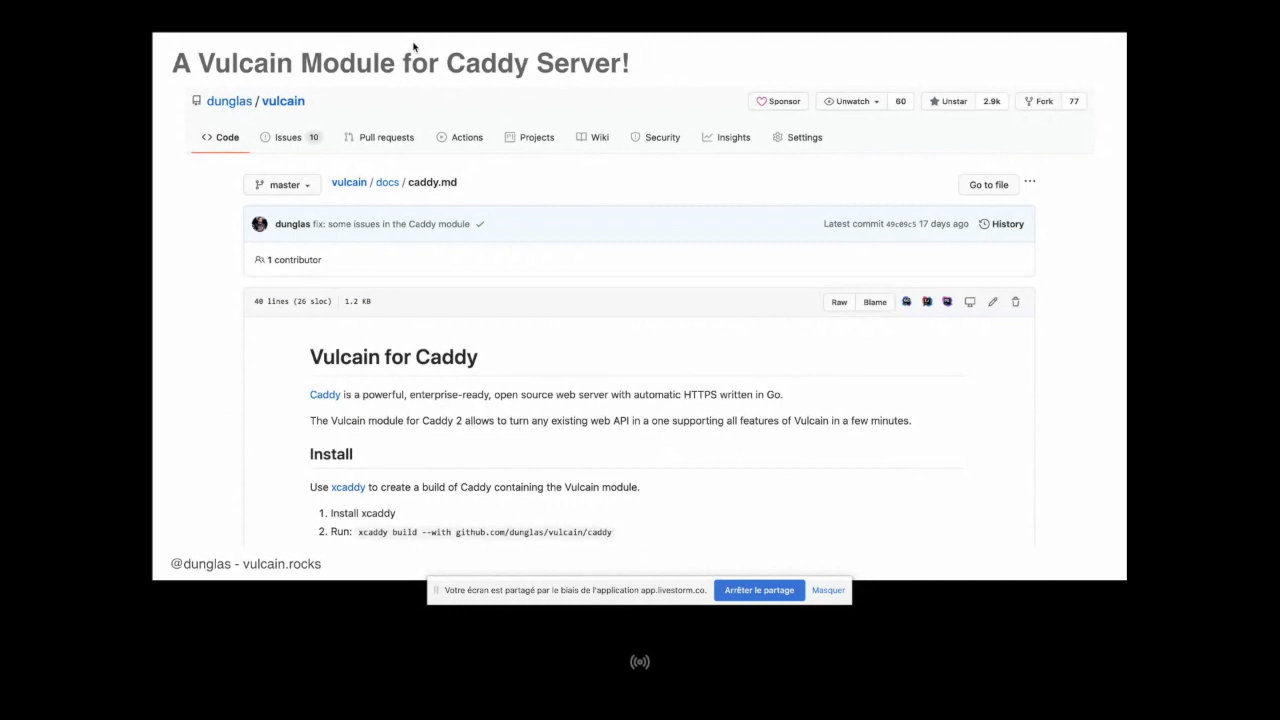 A Vulcain Module for Caddy Server!
dunglas / vulcain Sponsor Unwatch 60 Unstar 2.9k Fork 77
Code Issues 10 Pull requests Actions Projects Wiki Security Insights Settings
master vulcain / docs / caddy.md Go to file ...
dunglas fix: some issues in the Caddy module Latest commit 49c09c5 17 days ago History
1 contributor
40 lines (26 sloc) 1.2 KB Raw Blame
Vulcain for Caddy
Caddy is a powerful, enterprise-ready, open source web server with automatic HTTPS written in Go.
The Vulcain module for Caddy 2 allows to turn any existing web API in a one supporting all features of Vulcain in a few minutes.
Install
Use xcaddy to create a build of Caddy containing the Vulcain module.
1. Install xcaddy
2. Run: xcaddy build --with github.com/dunglas/vulcain/caddy
@dunglas - vulcain.rocks
Votre écran est partagé par le biais de l'application app.livestorm.co. Arrêter le partage Masquer